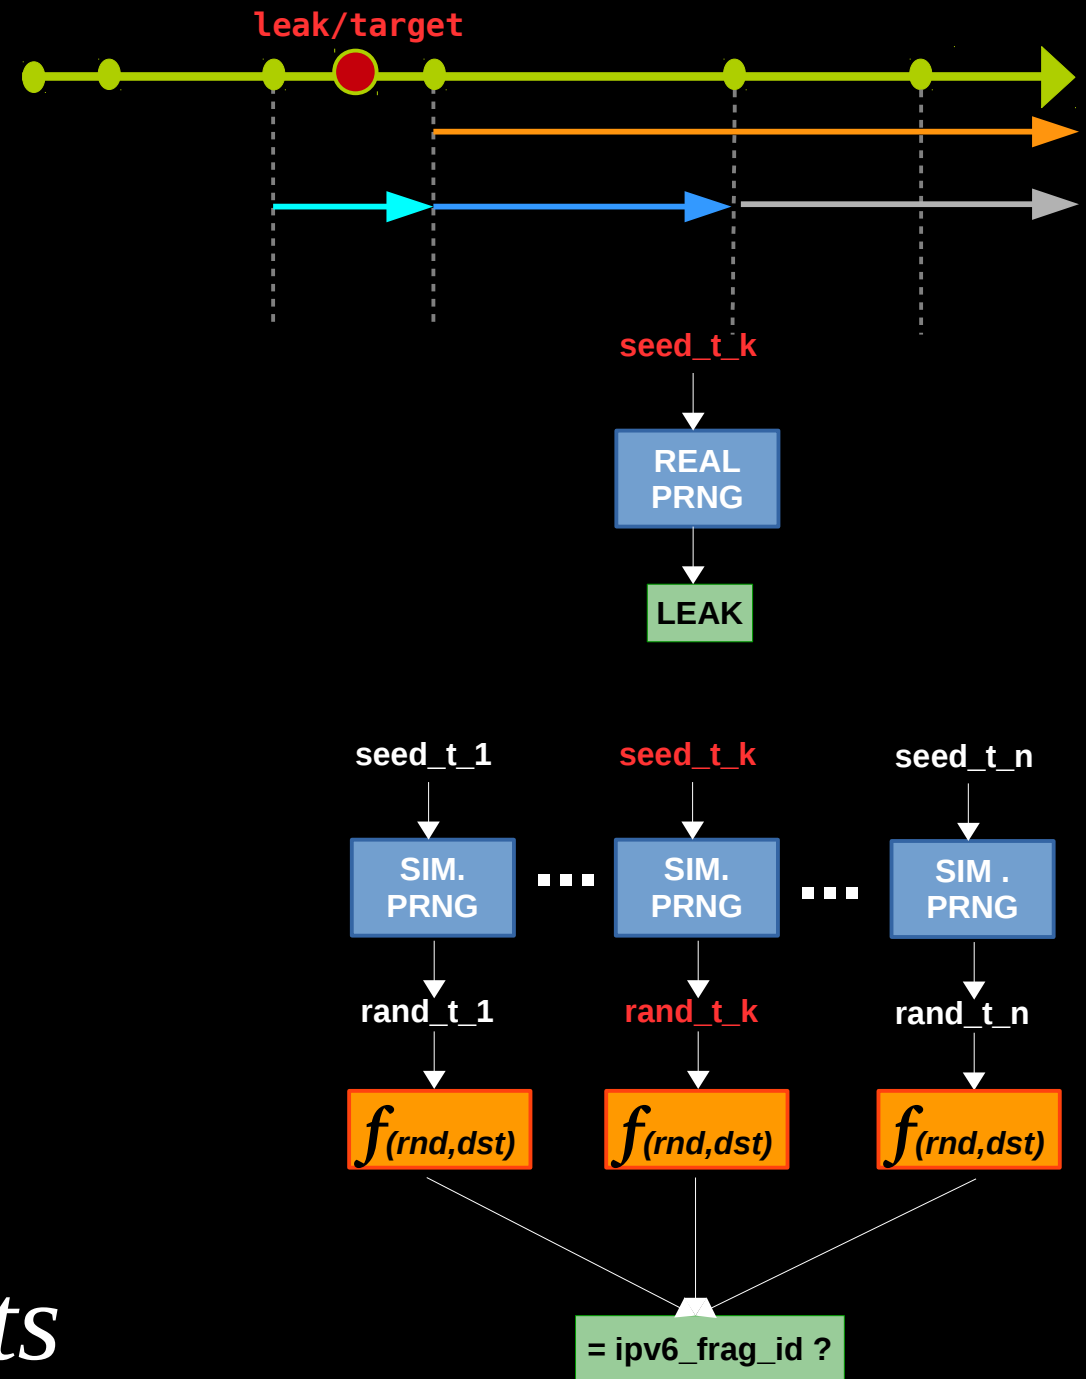 leak/target
seed_t_k
REAL
PRNG
LEAK
seed_t_1
seed_t_k
seed_t_n
SIM.
PRNG
SIM.
PRNG
SIM .
PRNG
rand_t_1
rand_t_k
rand_t_n
f(rnd,dst)
f(rnd,dst)
f(rnd,dst)
ts
= ipv6_frag_id ?